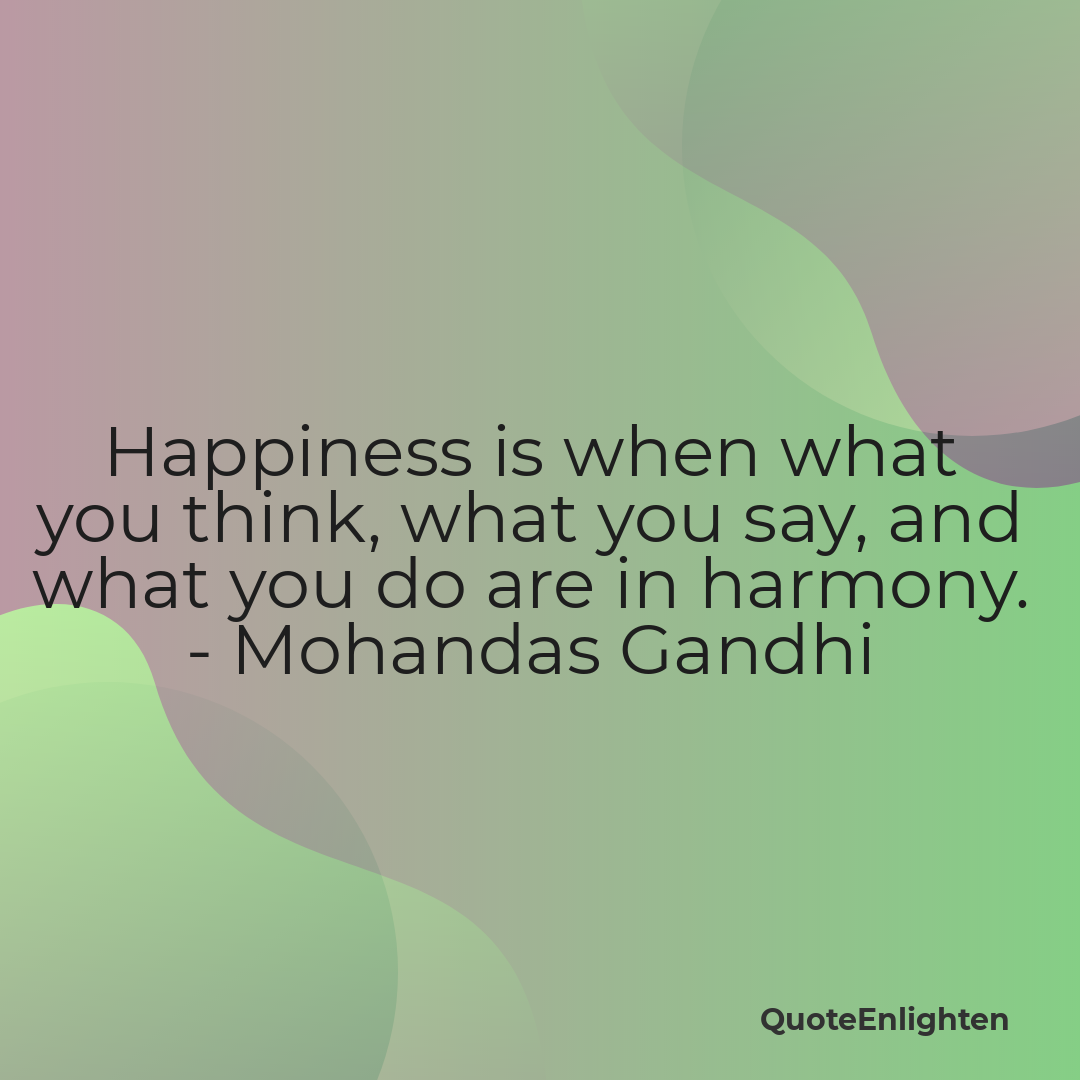 Happiness is when what
you think, what you say, and
what you do are in harmony.
- Mohandas Gandhi
QuoteEnlighten